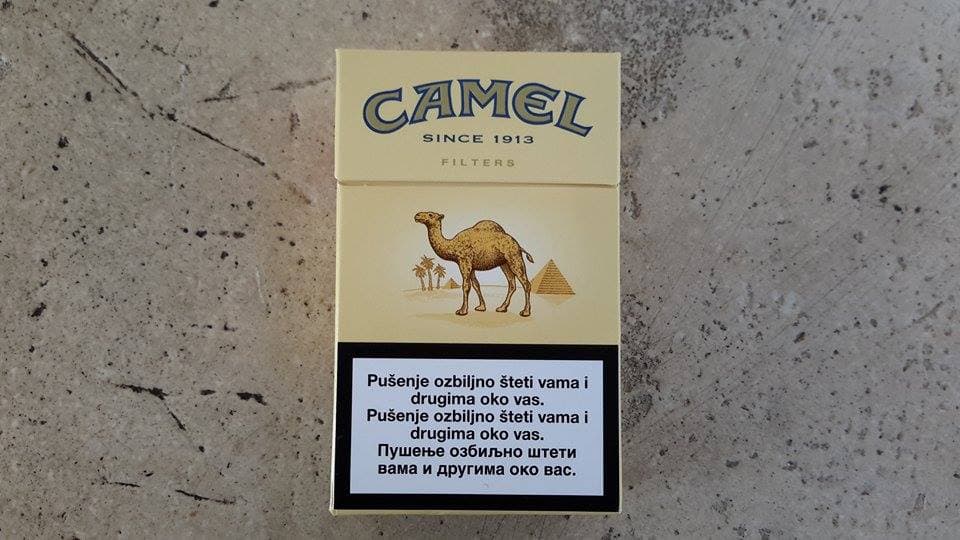 CAMEL
SINCE 1913
FILTERS
Pušenje ozbiljno šteti vama i
drugima oko vas.
Pušenje ozbiljno šteti vama i
drugima oko vas.
Пушење озбиљно штети
вама и другима око вас.